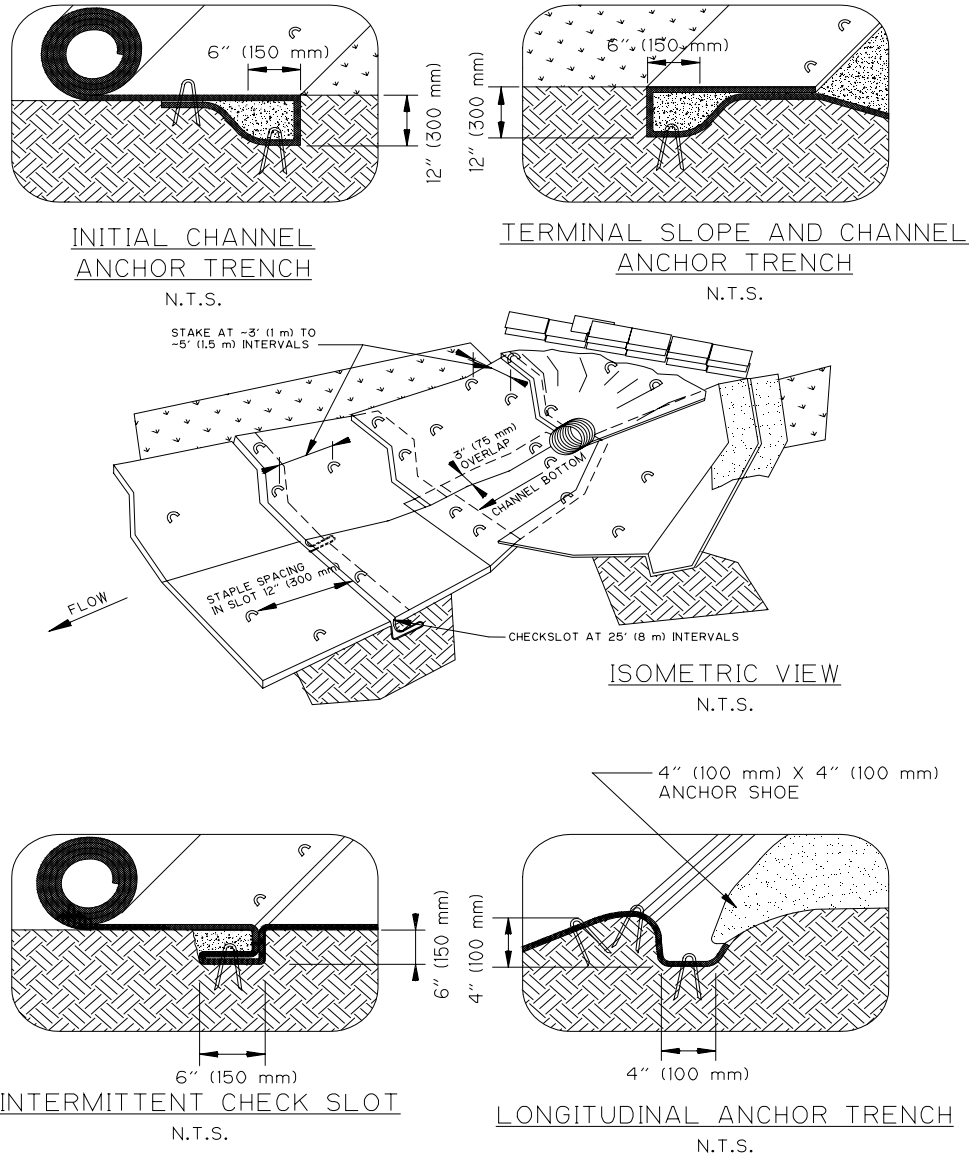 6" (150 mm)
12" (300 mm)
INITIAL CHANNEL
ANCHOR TRENCH
N.T.S.
6" (150 mm)
12" (300 mm)
TERMINAL SLOPE AND CHANNEL
ANCHOR TRENCH
N.T.S.
STAKE AT ~3' (1 m) TO
~5' (1.5 m) INTERVALS
3" (75 mm)
OVERLAP
CHANNEL BOTTOM
STAPLE SPACING
IN SLOT 12" (300 mm)
FLOW
CHECKSLOT AT 25' (8 m) INTERVALS
ISOMETRIC VIEW
N.T.S.
6" (150 mm)
6" (150 mm)
INTERMITTENT CHECK SLOT
N.T.S.
4" (100 mm) X 4" (100 mm)
ANCHOR SHOE
4" (100 mm)
4" (100 mm)
LONGITUDINAL ANCHOR TRENCH
N.T.S.